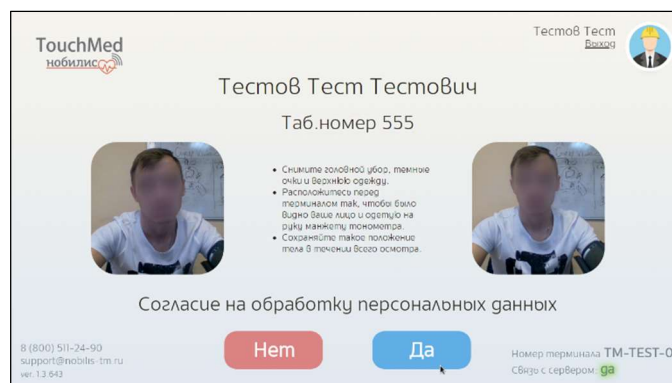 TouchMed
нобилис
Тестов Тест
Выход
Тестов Тест Тестович
Таб.номер 555
• Снимите головной убор, темные
очки и верхнюю одежду.
• Расположитесь перед
терминалом так, чтобы было
видно ваше лицо и одетую на
руку манжету тонометра.
• Сохраняйте такое положение
тела в течении всего осмотра.
Согласие на обработку персональных данных
Нет
Да
8 (800) 511-24-90
support@nobilis-tm.ru
ver. 1.3.643
Номер терминала TM-TEST-0
Связь с сервером: да